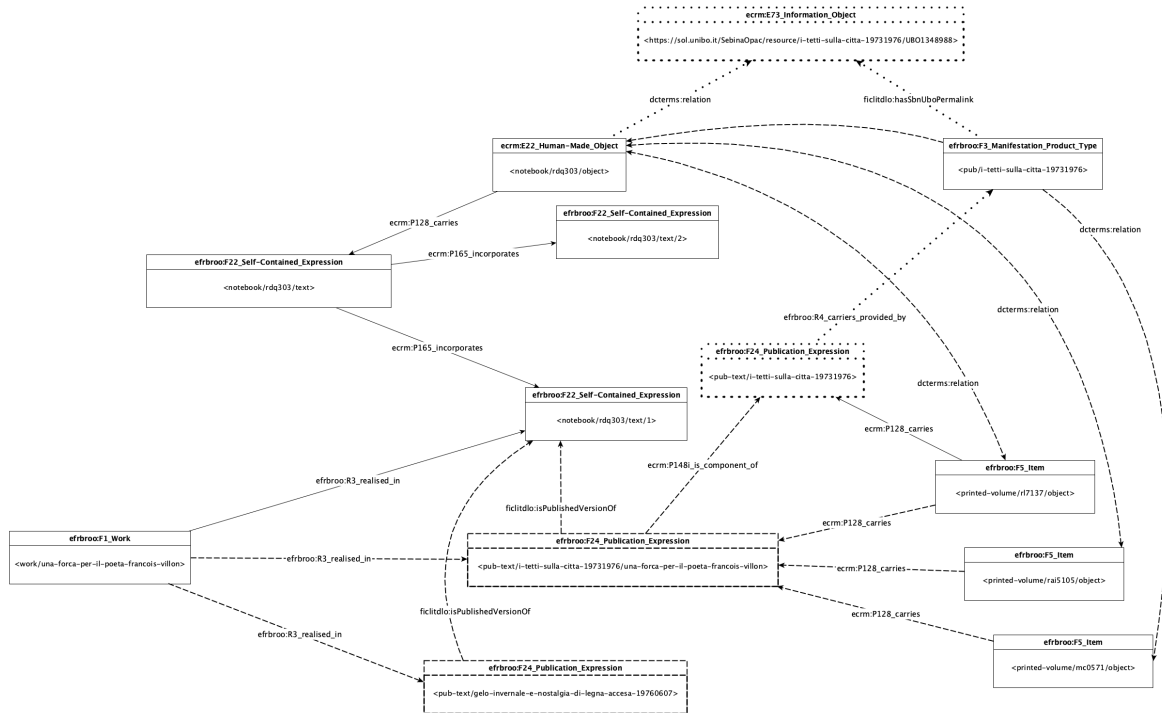 ecrm:E73_Information_Object
<https://sol.unibo.it/SebinaOpac/resource/i-tetti-sulla-citta-19731976/UBO1348988>
dcterms:relation
ficlitdlo:hasSbnUboPermalink
ecrm:E22_Human-Made_Object
<notebook/rdq303/object>
efrbroo:F3_Manifestation_Product_Type
<pub/i-tetti-sulla-citta-19731976>
efrbroo:F22_Self-Contained_Expression
<notebook/rdq303/text/2>
ecrm:P128_carries
dcterms:relation
ecrm:P165_incorporates
efrbroo:F22_Self-Contained_Expression
<notebook/rdq303/text>
dcterms:relation
efrbroo:R4_carriers_provided_by
ecrm:P165_incorporates
efrbroo:F24_Publication_Expression
<pub-text/i-tetti-sulla-citta-19731976>
dcterms:relation
efrbroo:F22_Self-Contained_Expression
<notebook/rdq303/text/1>
ecrm:P128_carries
ecrm:P148i_is_component_of
efrbroo:F5_Item
<printed-volume/rl7137/object>
efrbroo:R3_realised_in
ficlitdlo:isPublishedVersionOf
ecrm:P128_carries
efrbroo:F1_Work
<work/una-forca-per-il-poeta-francois-villon>
efrbroo:R3_realised_in
efrbroo:F24_Publication_Expression
<pub-text/i-tetti-sulla-citta-19731976/una-forca-per-il-poeta-francois-villon>
ecrm:P128_carries
efrbroo:F5_Item
<printed-volume/rai5105/object>
ficlitdlo:isPublishedVersionOf
ecrm:P128_carries
efrbroo:R3_realised_in
efrbroo:F5_Item
<printed-volume/mc0571/object>
efrbroo:F24_Publication_Expression
<pub-text/gelo-invernale-e-nostalgia-di-legna-accesa-19760607>